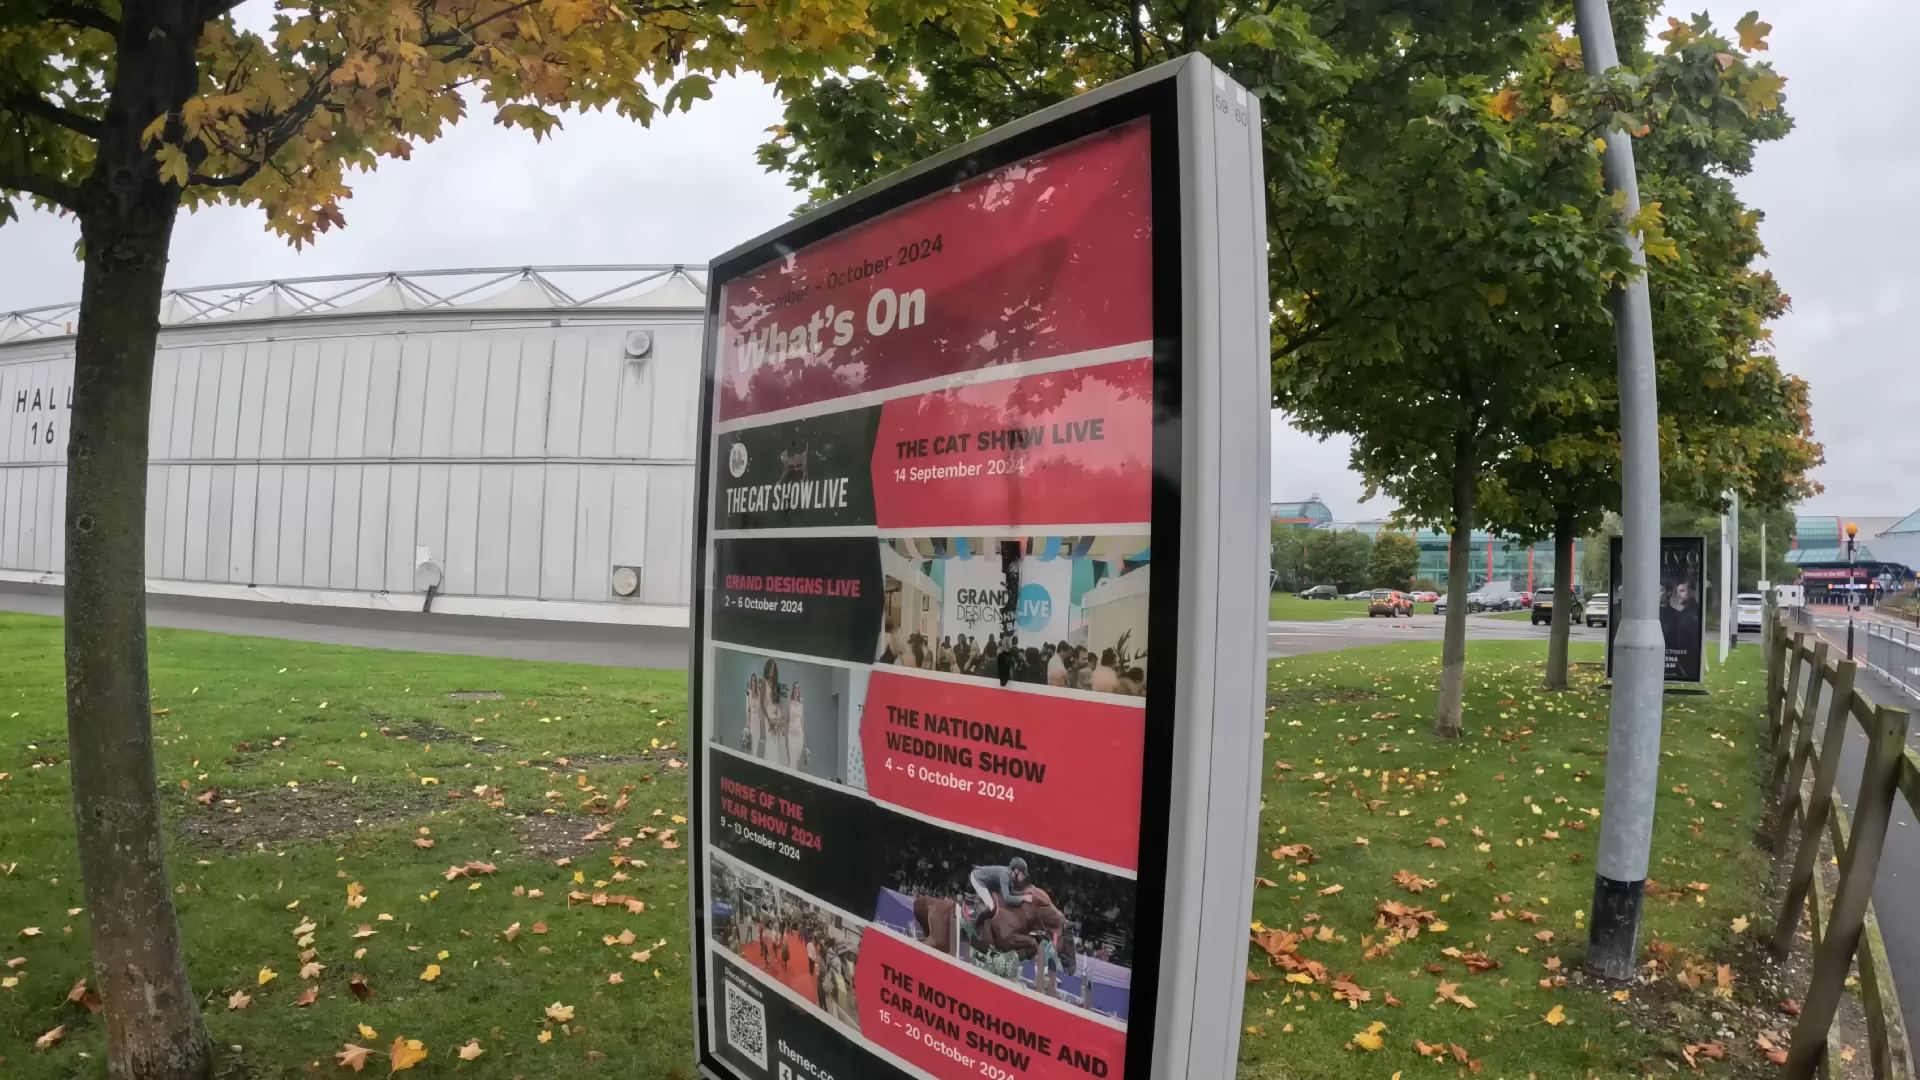 HALL
16
59 60
October 2024
What's On
THE CAT SHOW LIVE
THE CAT SHOW LIVE
14 September 2024
GRAND DESIGNS LIVE
2 – 6 October 2024
GRAND
DESIGNS
LIVE
THE NATIONAL
WEDDING SHOW
4 – 6 October 2024
HORSE OF THE
YEAR SHOW 2024
9 – 13 October 2024
THE MOTORHOME AND
CARAVAN SHOW
15 – 20 October 2024
Discover more